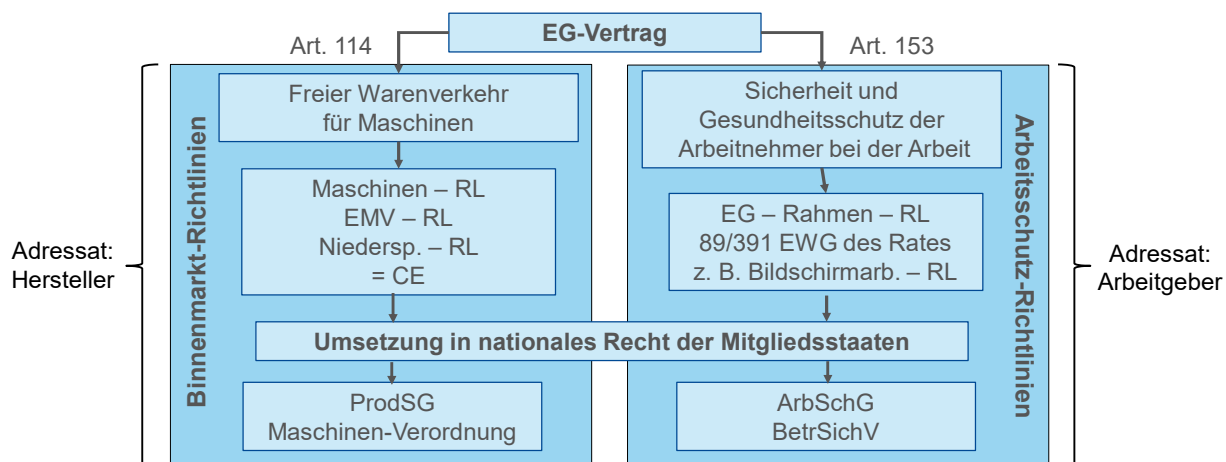 EG-Vertrag
Art. 114
Art. 153
Adressat:
Hersteller
Binnenmarkt-Richtlinien
Freier Warenverkehr
für Maschinen
Maschinen – RL
EMV – RL
Niedersp. – RL
= CE
Sicherheit und
Gesundheitsschutz der
Arbeitnehmer bei der Arbeit
EG – Rahmen – RL
89/391 EWG des Rates
z. B. Bildschirmarb. – RL
Arbeitsschutz-Richtlinien
Adressat:
Arbeitgeber
Umsetzung in nationales Recht der Mitgliedsstaaten
ProdSG
Maschinen-Verordnung
ArbSchG
BetrSichV